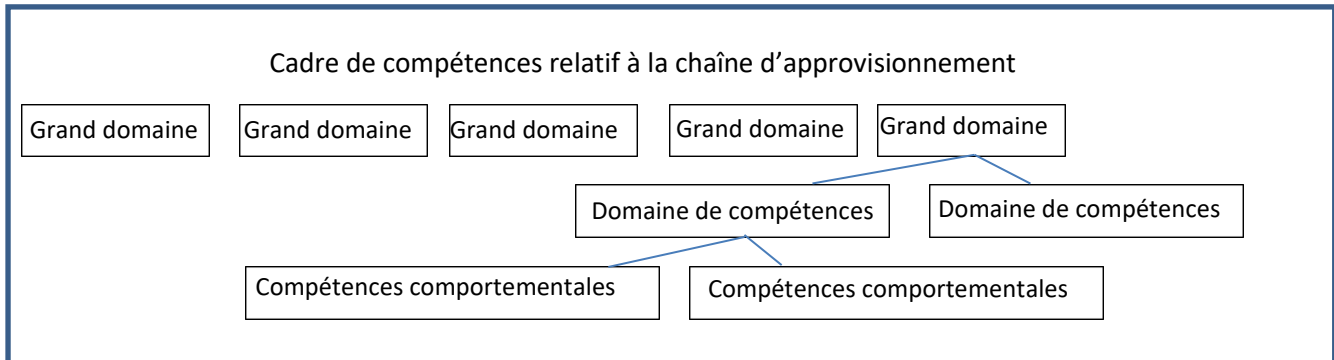 Cadre de compétences relatif à la chaîne d’approvisionnement
Grand domaine
Grand domaine
Grand domaine
Grand domaine
Grand domaine
Domaine de compétences
Domaine de compétences
Compétences comportementales
Compétences comportementales